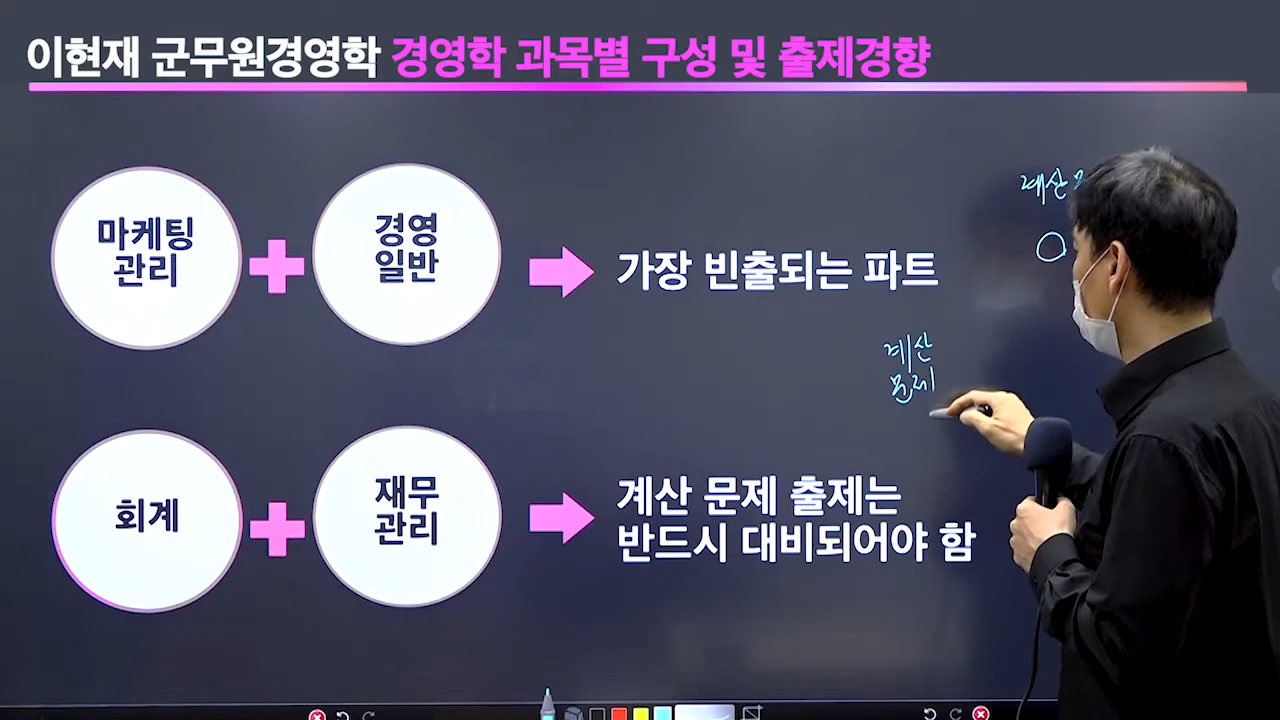 이현재 군무원경영학 경영학 과목별 구성 및 출제경향
마케팅
관리
경영
일반
가장 빈출되는 파트
계산
계산
문제
회계
재무
관리
계산 문제 출제는
반드시 대비되어야 함